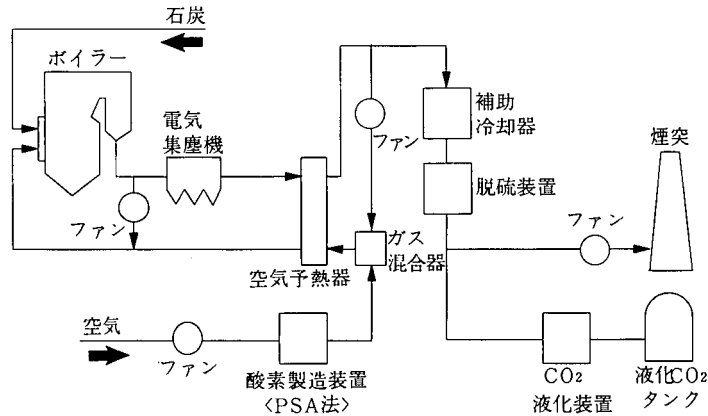 石炭
ボイラー
電気
集塵機
ファン
ファン
補助
冷却器
脱硫装置
煙突
ファン
ガス
混合器
空気予熱器
空気
ファン
酸素製造装置
〈PSA法〉
CO₂
液化装置
液化CO₂
タンク